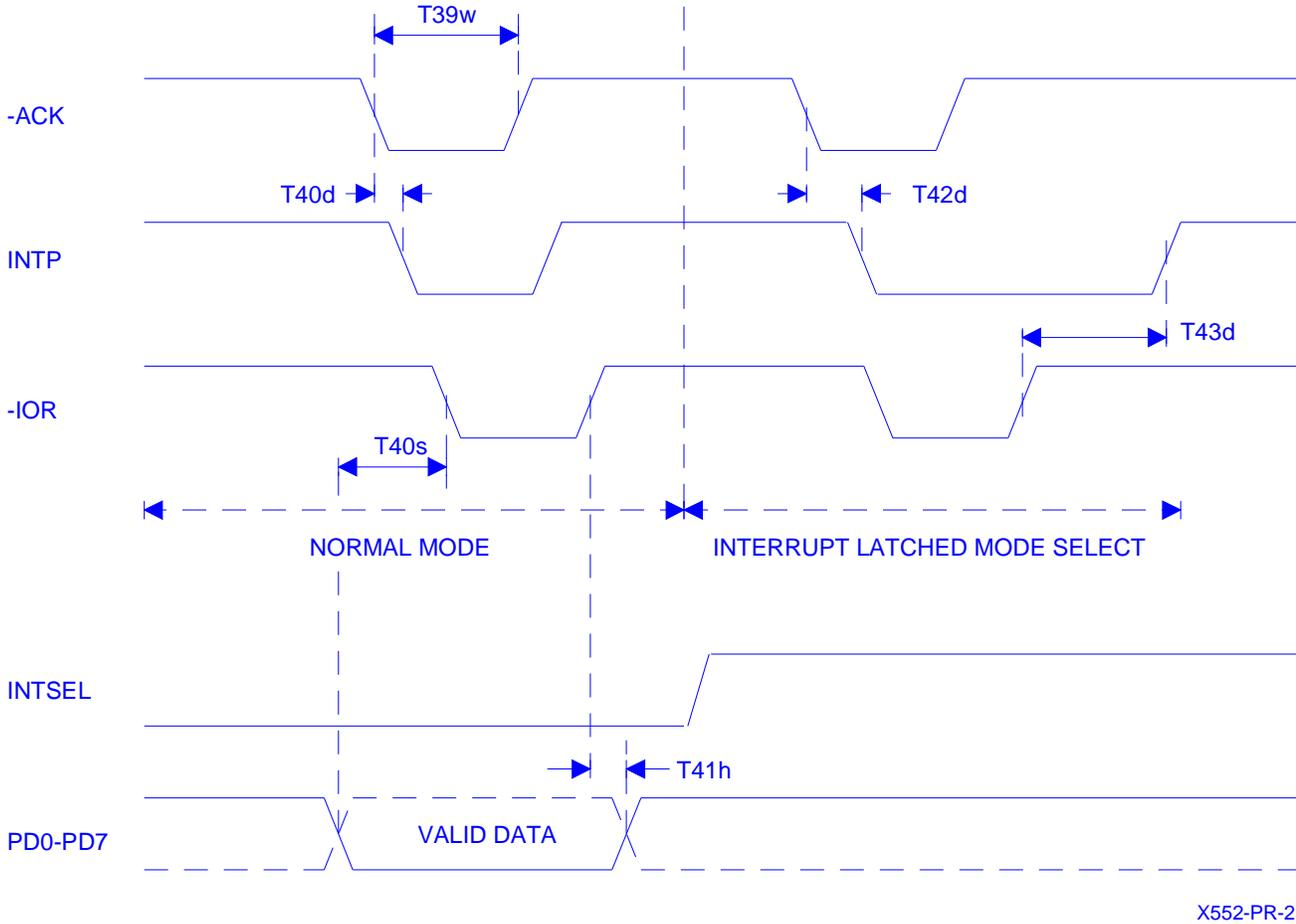 T39w
-ACK
T40d
T42d
INTP
T43d
-IOR
T40s
NORMAL MODE
INTERRUPT LATCHED MODE SELECT
INTSEL
T41h
PD0-PD7
VALID DATA
X552-PR-2